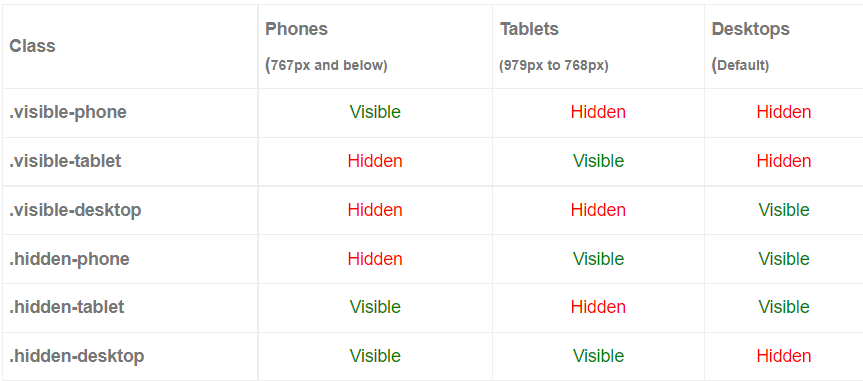 Class Phones Tablets Desktops
(767px and below) (979px to 768px) (Default)
.visible-phone Visible Hidden Hidden
.visible-tablet Hidden Visible Hidden
.visible-desktop Hidden Hidden Visible
.hidden-phone Hidden Visible Visible
.hidden-tablet Visible Hidden Visible
.hidden-desktop Visible Visible Hidden